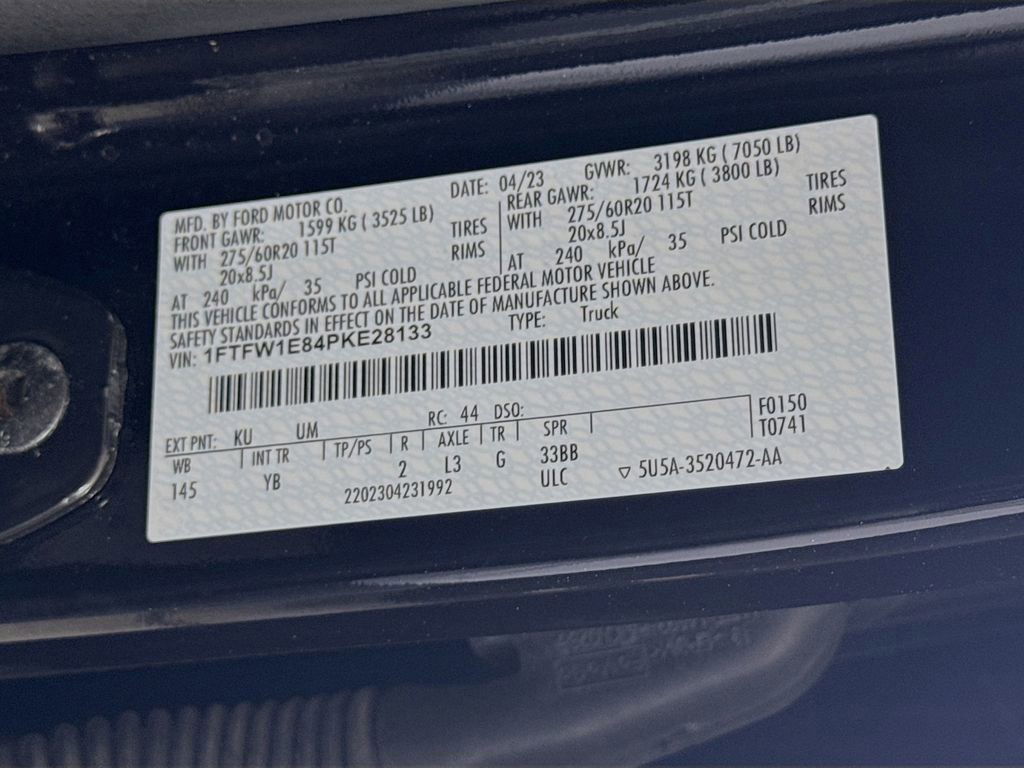 MFD. BY FORD MOTOR CO. DATE: 04/23 GVWR: 3198 KG ( 7050 LB)
FRONT GAWR: 1599 KG ( 3525 LB) REAR GAWR: 1724 KG ( 3800 LB)
WITH 275/60R20 115T TIRES WITH 275/60R20 115T TIRES
20x8.5J RIMS 20x8.5J RIMS
AT 240 kPa/ 35 PSI COLD AT 240 kPa/ 35 PSI COLD
THIS VEHICLE CONFORMS TO ALL APPLICABLE FEDERAL MOTOR VEHICLE
SAFETY STANDARDS IN EFFECT ON THE DATE OF MANUFACTURE SHOWN ABOVE.
VIN: 1FTFW1E84PKE28133 TYPE: Truck
EXT PNT: KU UM RC: 44 DSO: F0150
WB INT TR TP/PS R AXLE TR SPR T0741
145 YB 2 L3 G 33BB
2202304231992 ULC ▽ 5U5A-3520472-AA